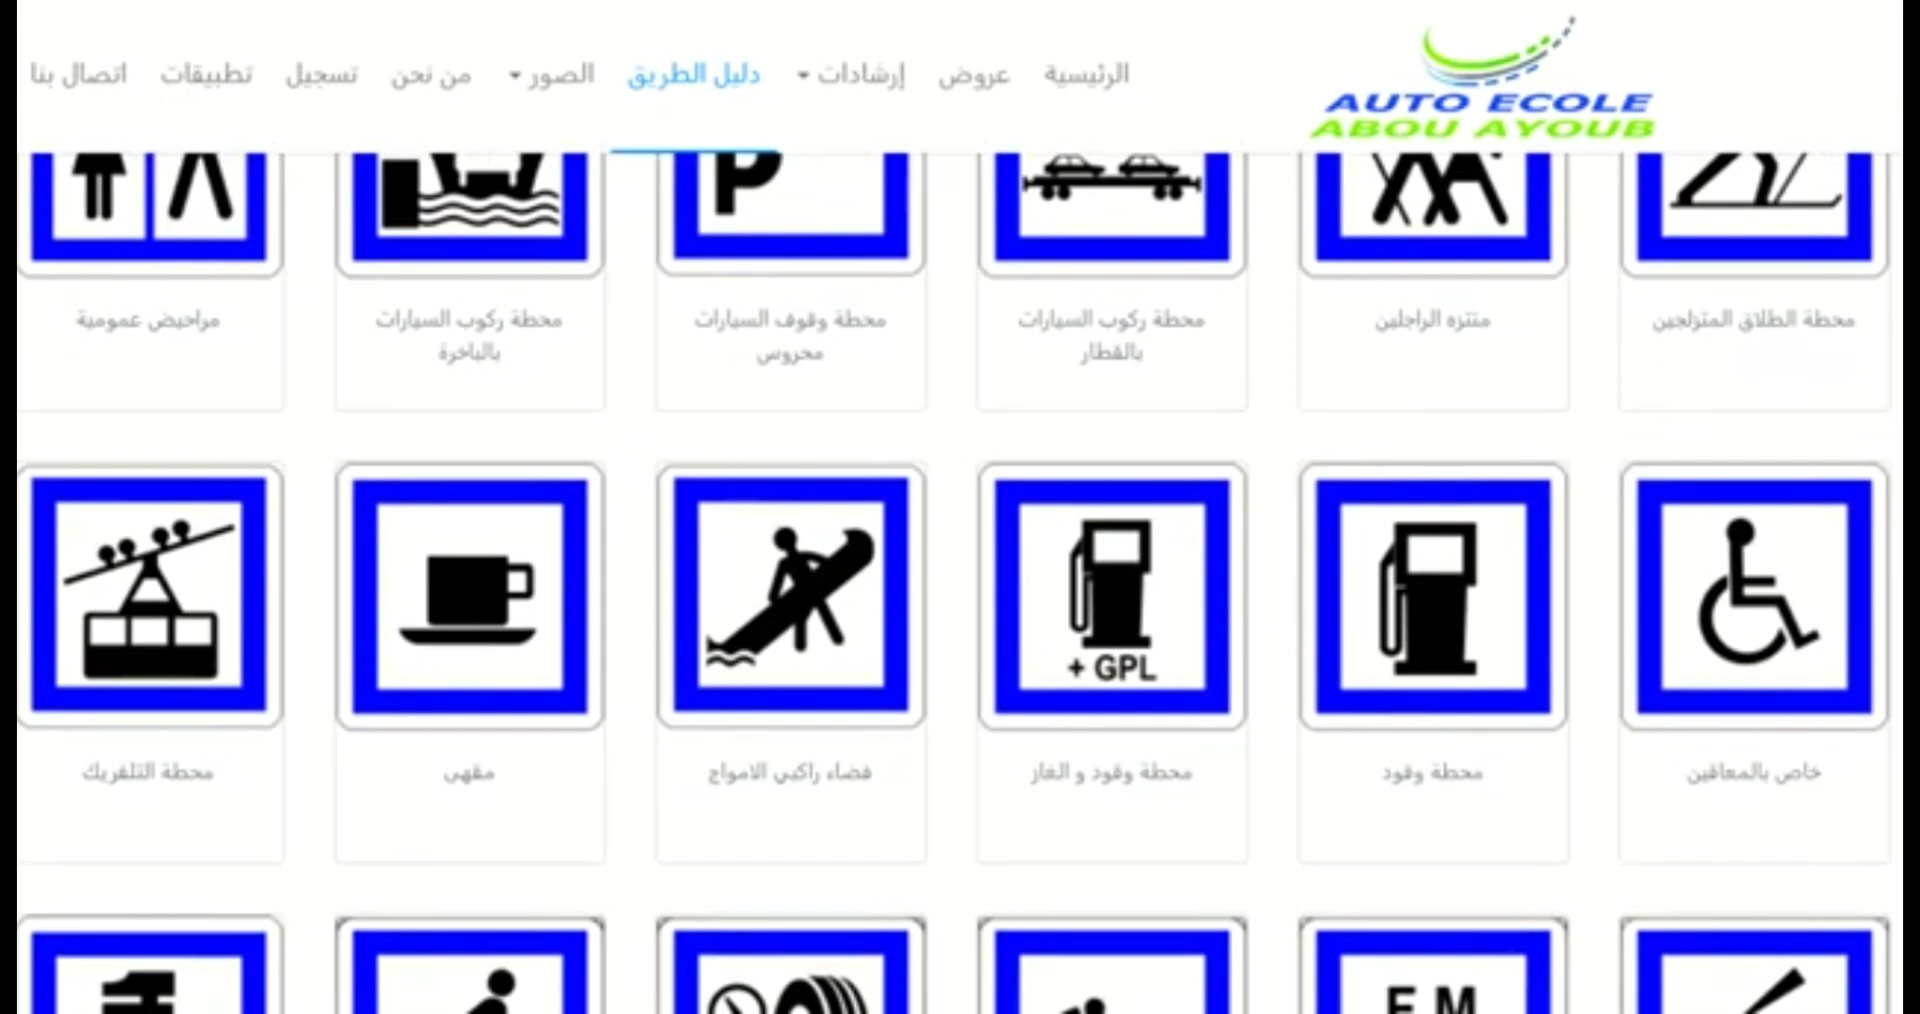 AUTO ECOLE
ABOU AYOUB
الرئيسية
عروض
إرشادات
دليل الطريق
الصور
من نحن
تسجيل
تطبيقات
اتصال بنا
P
محطة الطلاق المتزلجين
منتزه الراجلين
محطة ركوب السيارات
بالقطار
محطة وقوف السيارات
محروس
محطة ركوب السيارات
بالباخرة
مراحيض عمومية
+ GPL
خاص بالمعاقين
محطة وقود
محطة وقود و الغاز
فضاء راكبي الامواج
مقهى
محطة التلفريك
F M